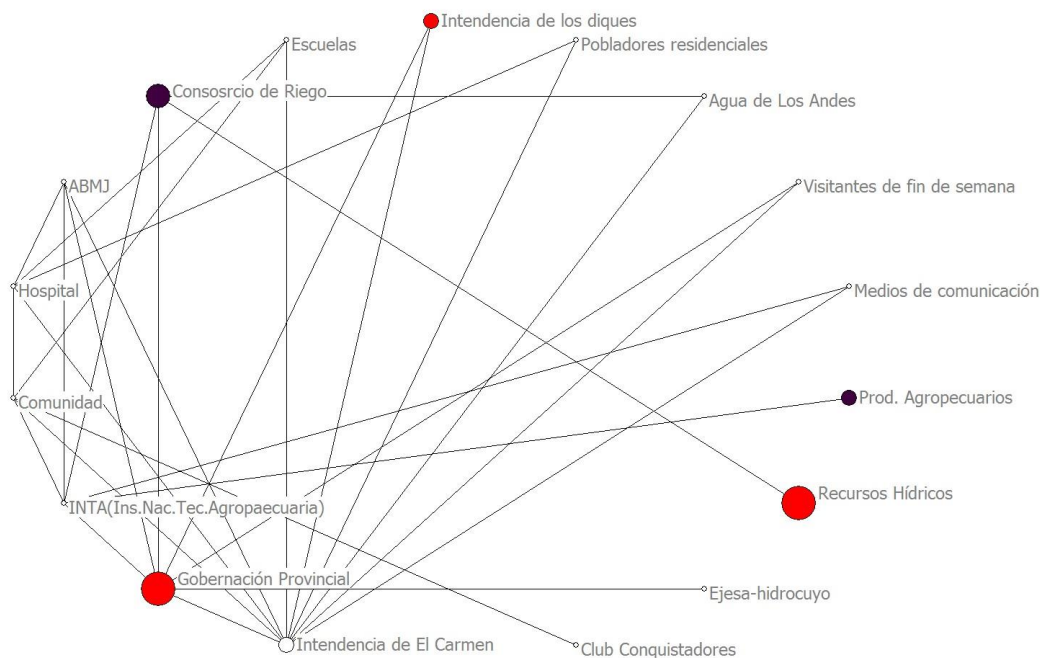 Intendencia de los diques
Escuelas
Pobladores residenciales
Consosrcio de Riego
Agua de Los Andes
ABMJ
Visitantes de fin de semana
Hospital
Medios de comunicación
Comunidad
Prod. Agropecuarios
INTA(Ins.Nac.Tec.Agropaecuaria)
Recursos Hídricos
Gobernación Provincial
Ejesa-hidrocuyo
Intendencia de El Carmen
Club Conquistadores